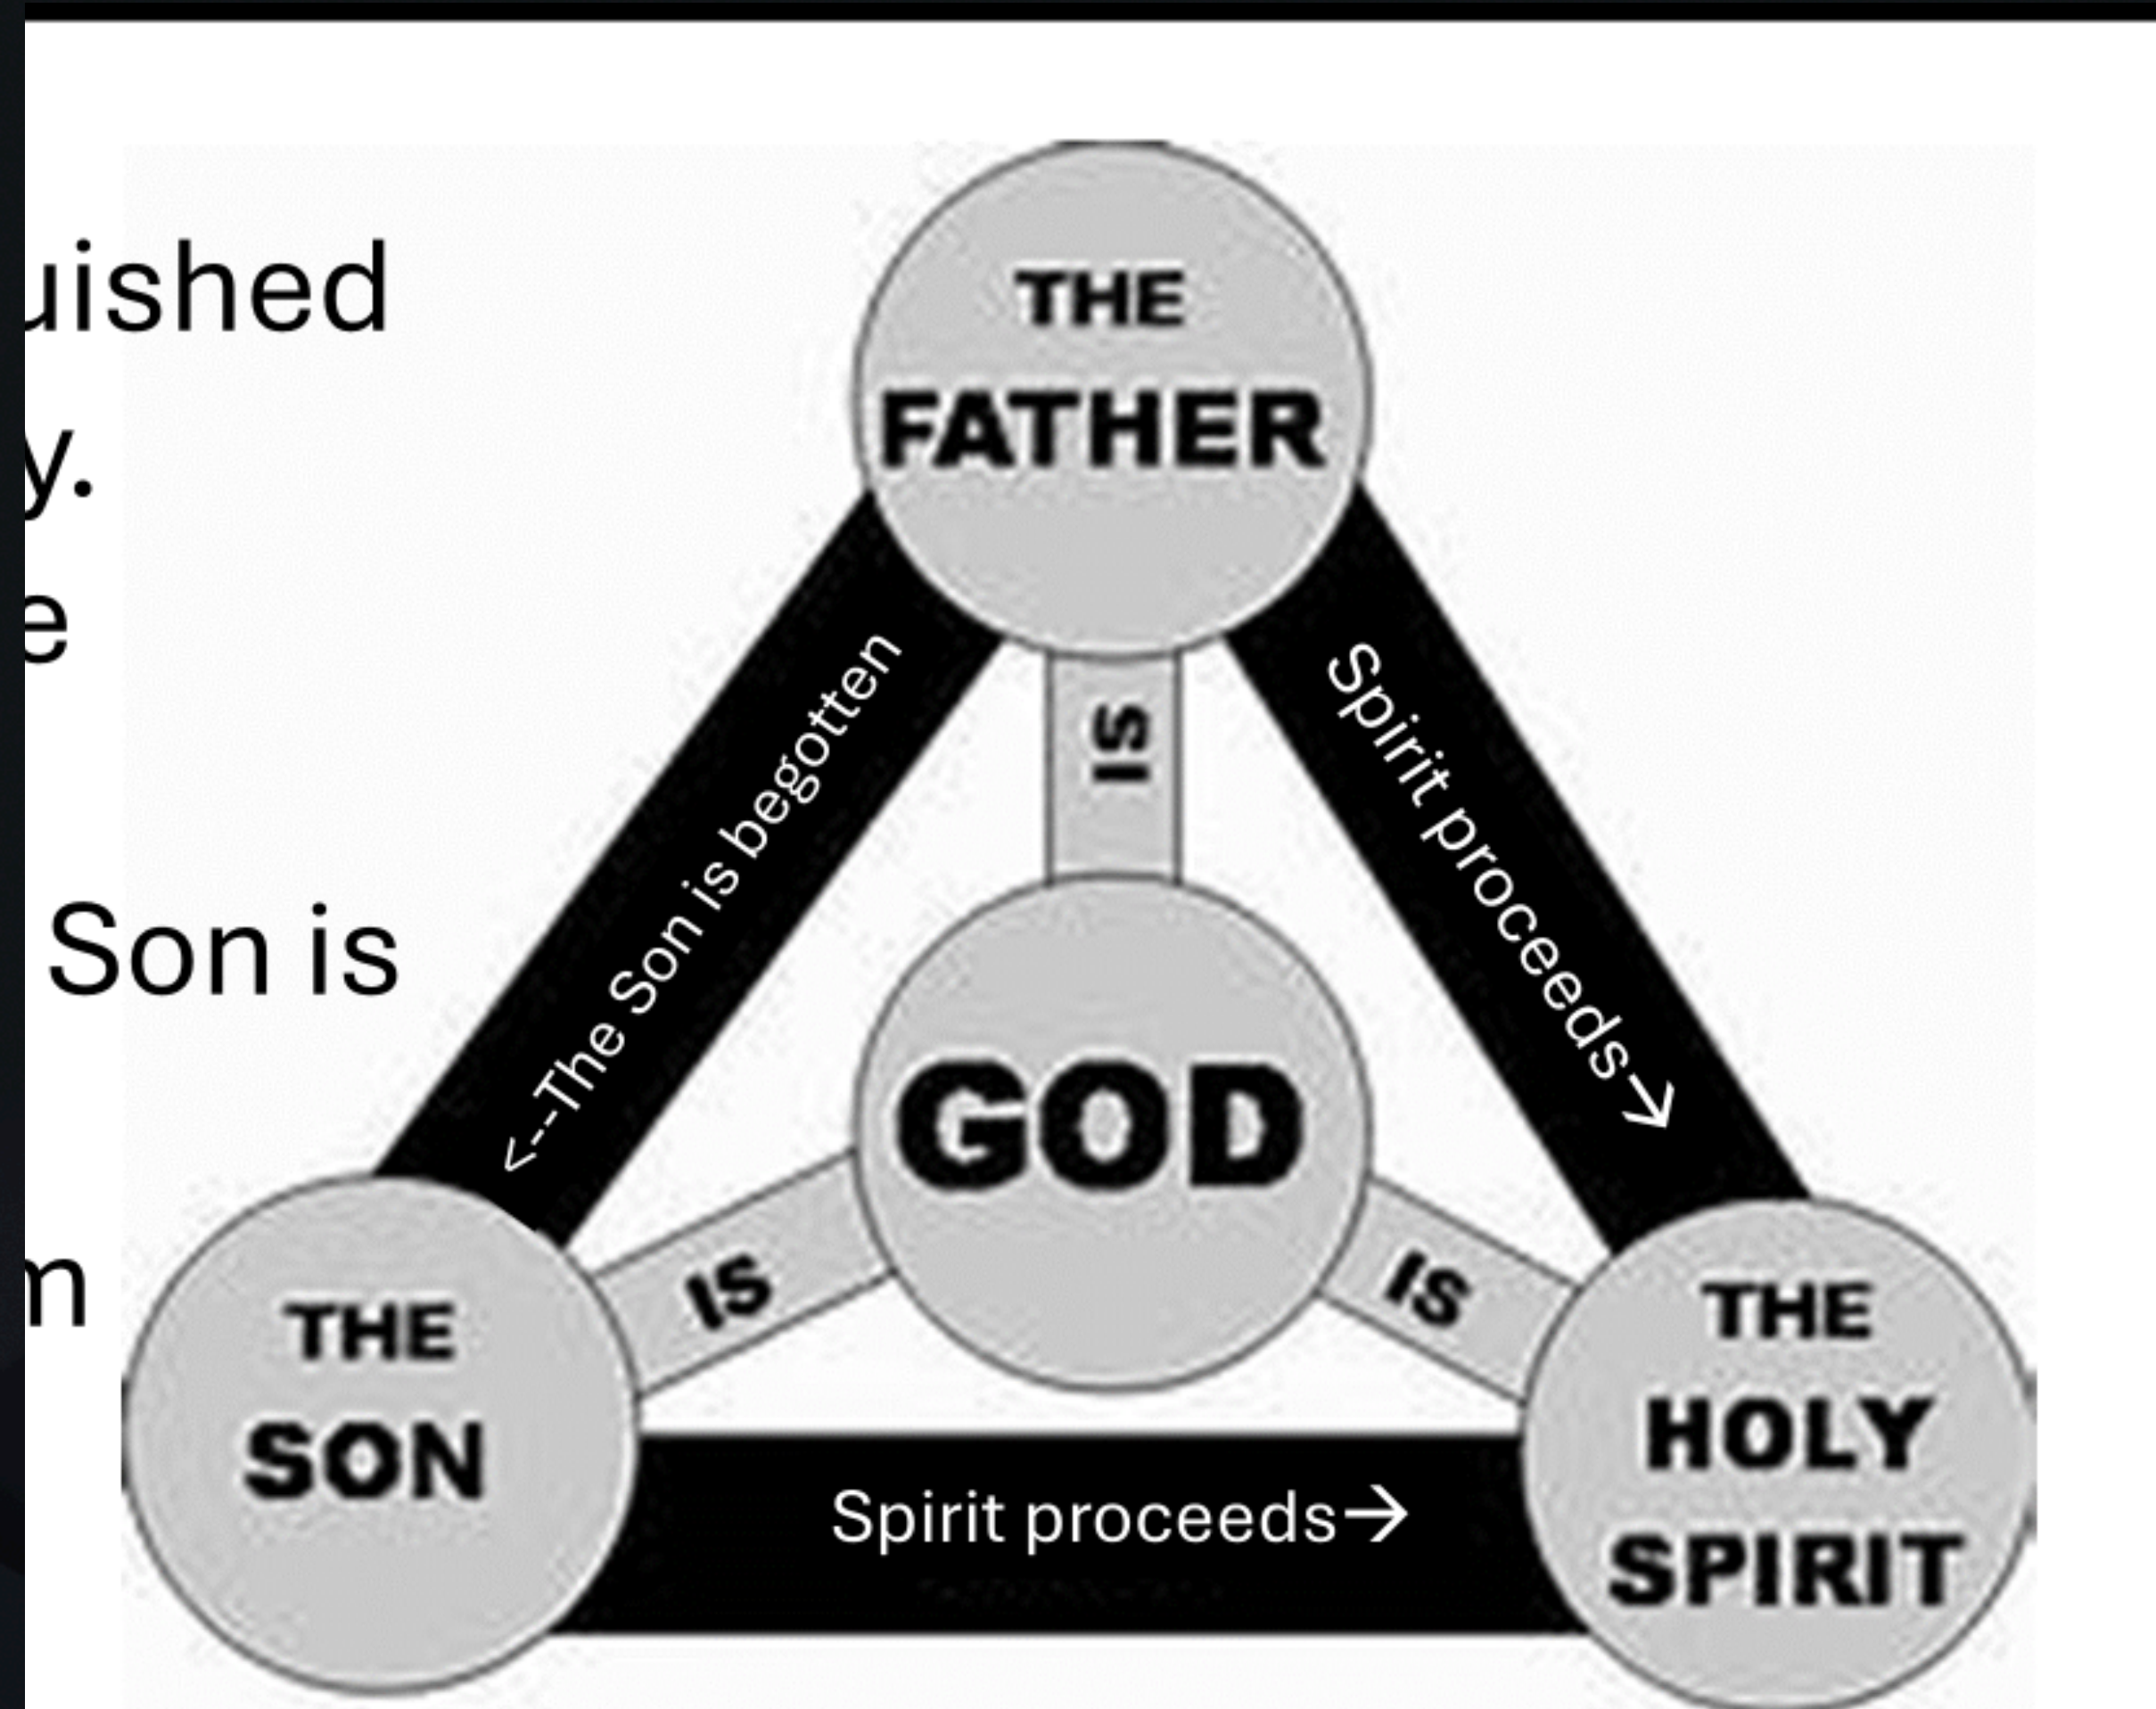 uished
y.
e
Son is
m
THE
FATHER
IS
<--The Son is begotten
Spirit proceeds→
GOD
IS
IS
THE
SON
THE
HOLY
SPIRIT
Spirit proceeds→